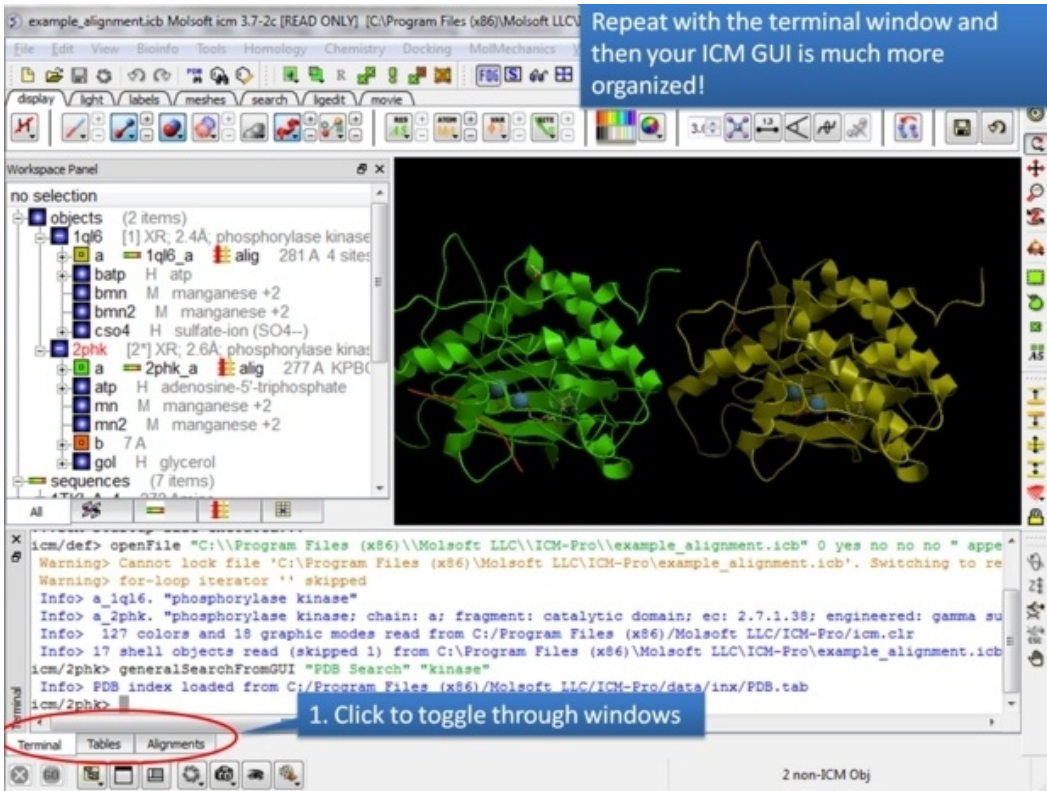 example_alignment.icb Molsoft icm 3.7-2c [READ ONLY] [C:\Program Files (x86)\Molsoft LLC\I
Repeat with the terminal window and
then your ICM GUI is much more
organized!
File Edit View Bioinfo Tools Homology Chemistry Docking MolMechanics
display light labels meshes search ligedit movie
Workspace Panel
no selection
objects (2 items)
1ql6 [1] XR; 2.4Å; phosphorylase kinase
a 1ql6_a alig 281 A 4 sites
batp H atp
bmn M manganese +2
bmn2 M manganese +2
cso4 H sulfate-ion (SO4--)
2phk [2*] XR; 2.6Å; phosphorylase kinas
a 2phk_a alig 277 A KPB
atp H adenosine-5'-triphosphate
mn M manganese +2
mn2 M manganese +2
b 7 A
gol H glycerol
sequences (7 items)
All
icm/def> openFile "C:\\Program Files (x86)\\Molsoft LLC\\ICM-Pro\\example_alignment.icb" 0 yes no no no " appe
Warning> Cannot lock file 'C:\Program Files (x86)\Molsoft LLC\ICM-Pro\example_alignment.icb'. Switching to re
Warning> for-loop iterator '' skipped
Info> a_1ql6. "phosphorylase kinase"
Info> a_2phk. "phosphorylase kinase; chain: a; fragment: catalytic domain; ec: 2.7.1.38; engineered: gamma su
Info> 127 colors and 18 graphic modes read from C:/Program Files (x86)/Molsoft LLC/ICM-Pro/icm.clr
Info> 17 shell objects read (skipped 1) from C:\Program Files (x86)\Molsoft LLC\ICM-Pro\example_alignment.icb
icm/2phk> generalSearchFromGUI "PDB Search" "kinase"
Info> PDB index loaded from C:/Program Files (x86)/Molsoft LLC/ICM-Pro/data/inx/PDB.tab
icm/2phk>
Terminal
1. Click to toggle through windows
Terminal Tables Alignments
2 non-ICM Obj